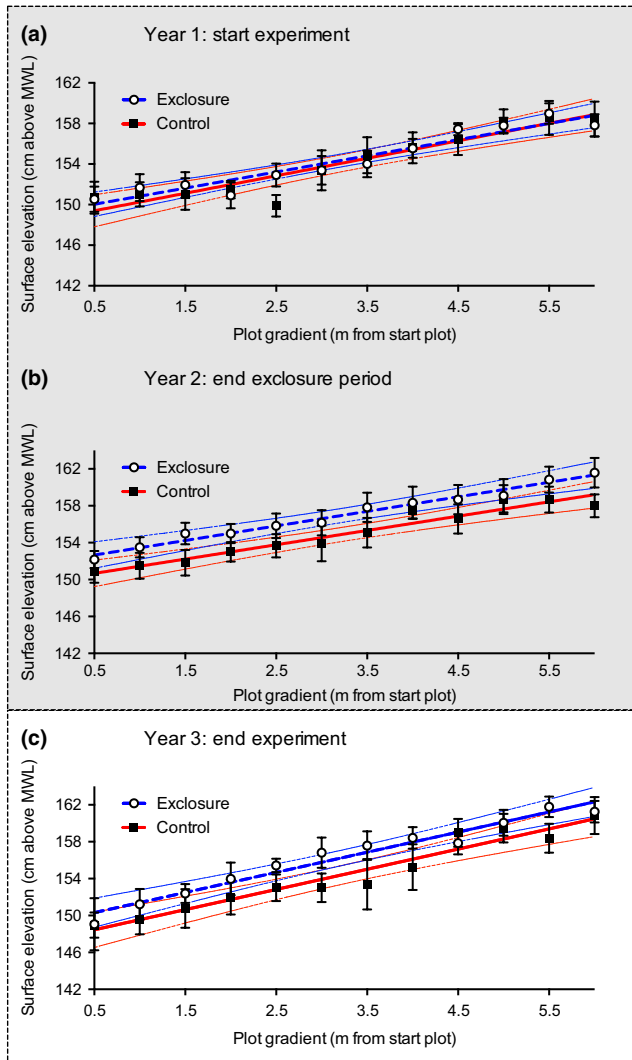 (a) Year 1: start experiment
Surface elevation (cm above MWL)
162
158
154
150
146
142
Exclosure
Control
0.5 1.5 2.5 3.5 4.5 5.5
Plot gradient (m from start plot)
(b) Year 2: end exclosure period
Surface elevation (cm above MWL)
162
158
154
150
146
142
Exclosure
Control
0.5 1.5 2.5 3.5 4.5 5.5
Plot gradient (m from start plot)
(c) Year 3: end experiment
Surface elevation (cm above MWL)
162
158
154
150
146
142
Exclosure
Control
0.5 1.5 2.5 3.5 4.5 5.5
Plot gradient (m from start plot)